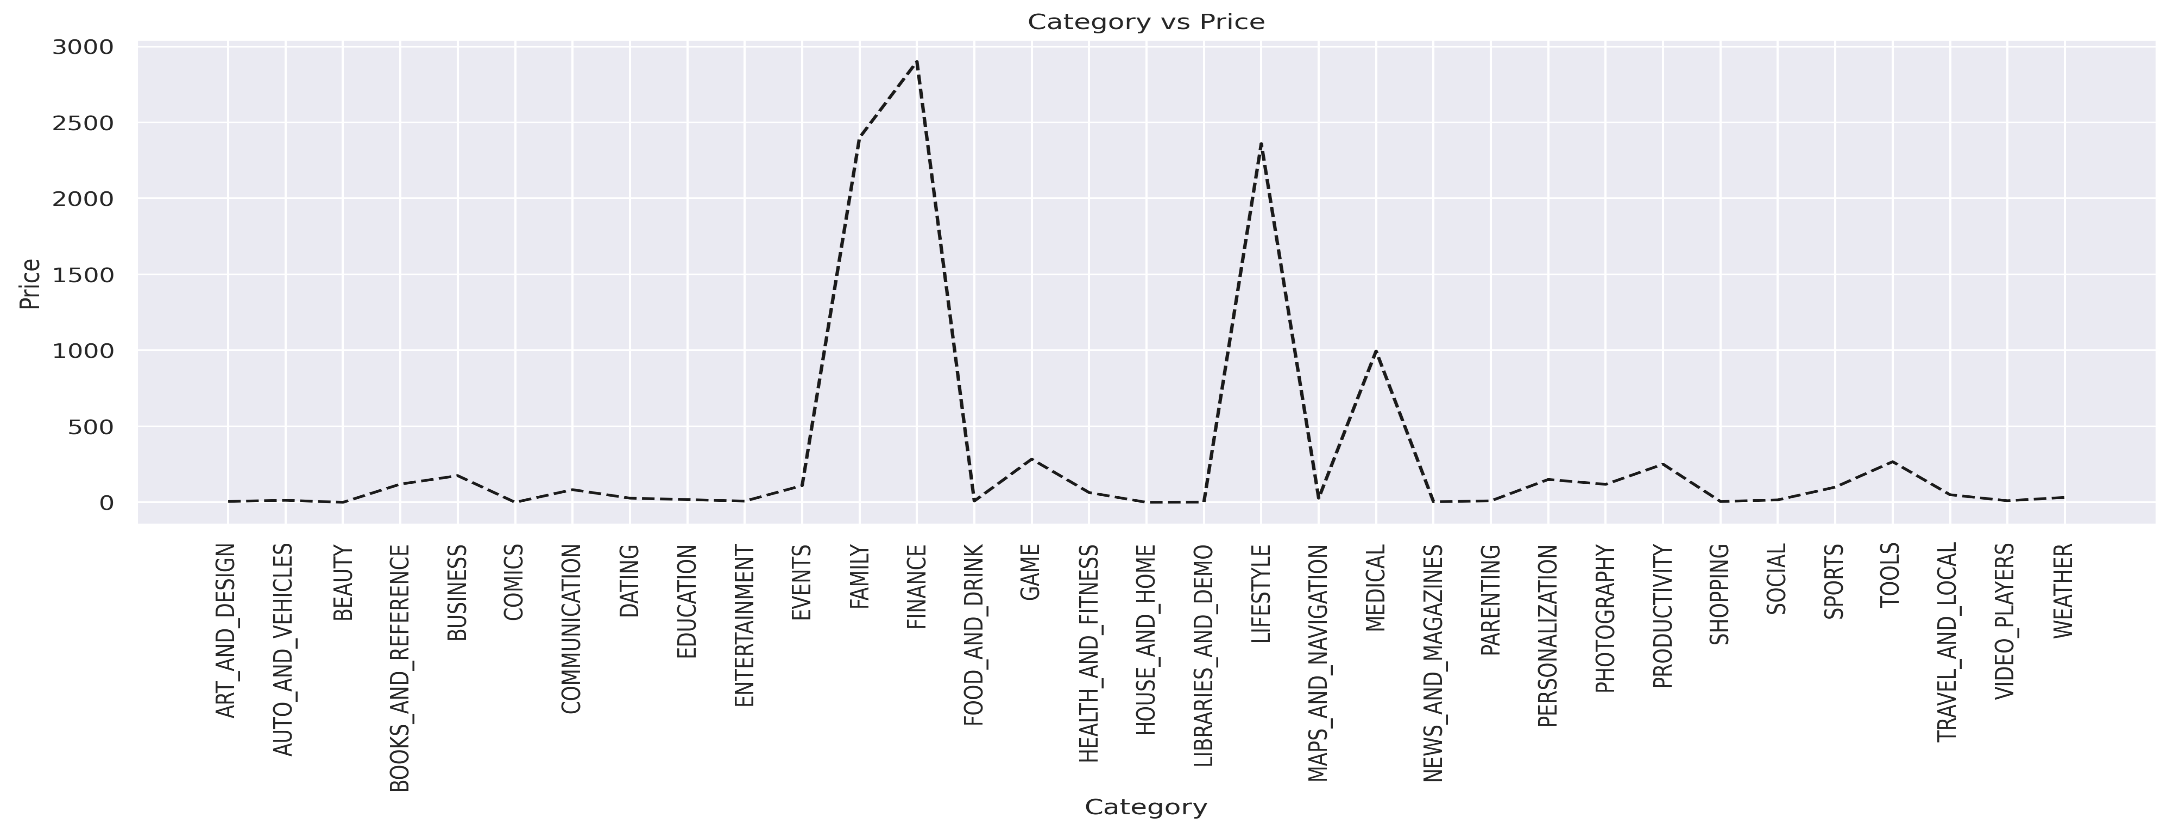 Category vs Price
3000
2500
2000
1500
1000
500
0
Price
ART_AND_DESIGN
AUTO_AND_VEHICLES
BEAUTY
BOOKS_AND_REFERENCE
BUSINESS
COMICS
COMMUNICATION
DATING
EDUCATION
ENTERTAINMENT
EVENTS
FAMILY
FINANCE
FOOD_AND_DRINK
GAME
HEALTH_AND_FITNESS
HOUSE_AND_HOME
LIBRARIES_AND_DEMO
LIFESTYLE
MAPS_AND_NAVIGATION
MEDICAL
NEWS_AND_MAGAZINES
PARENTING
PERSONALIZATION
PHOTOGRAPHY
PRODUCTIVITY
SHOPPING
SOCIAL
SPORTS
TOOLS
TRAVEL_AND_LOCAL
VIDEO_PLAYERS
WEATHER
Category